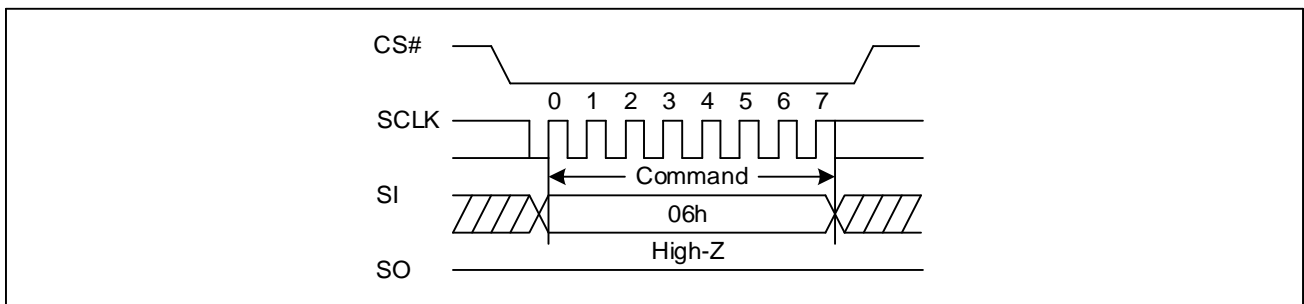 CS#
0 1 2 3 4 5 6 7
SCLK
Command
SI
06h
High-Z
SO